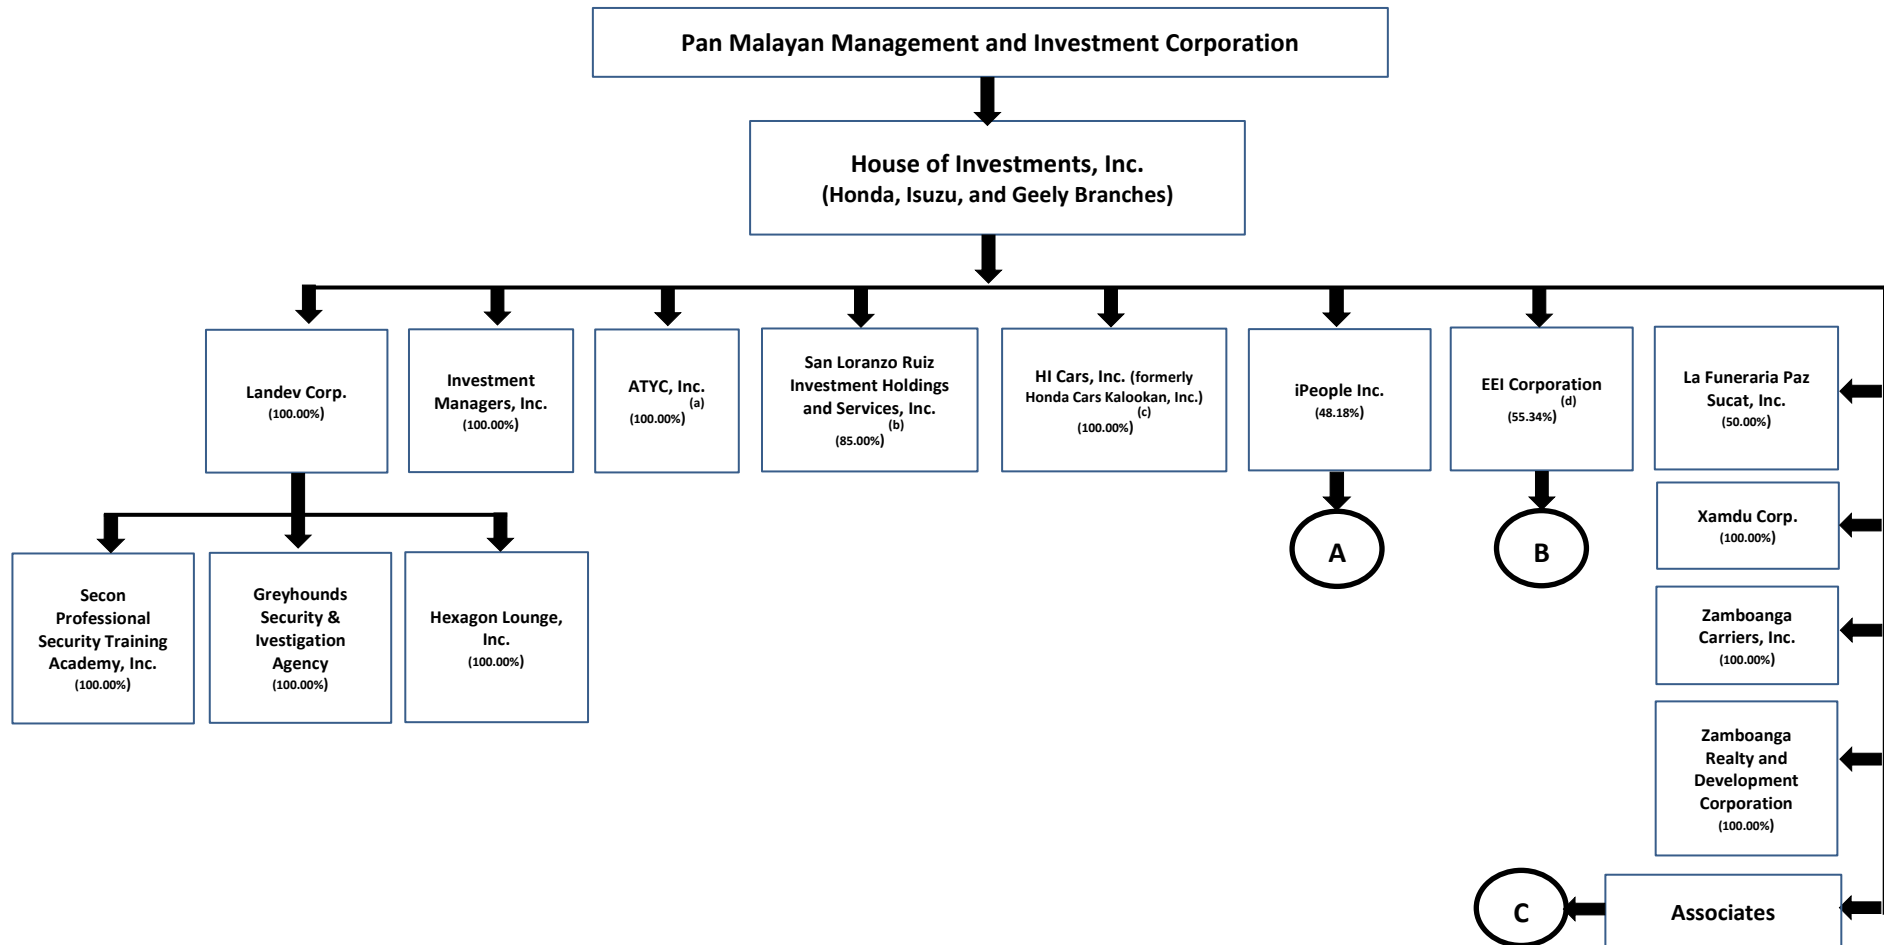 Pan Malayan Management and Investment Corporation
House of Investments, Inc.
(Honda, Isuzu, and Geely Branches)
Landev Corp.
(100.00%)
Investment
Managers, Inc.
(100.00%)
ATYC, Inc.
(100.00%) (a)
San Loranzo Ruiz
Investment Holdings
and Services, Inc.
(85.00%) (b)
HI Cars, Inc. (formerly
Honda Cars Kalookan, Inc.)
(100.00%) (c)
iPeople Inc.
(48.18%)
EEI Corporation
(55.34%) (d)
La Funeraria Paz
Sucat, Inc.
(50.00%)
Xamdu Corp.
(100.00%)
Zamboanga
Carriers, Inc.
(100.00%)
Zamboanga
Realty and
Development
Corporation
(100.00%)
Associates
A
B
C
Secon
Professional
Security Training
Academy, Inc.
(100.00%)
Greyhounds
Security &
Ivestigation
Agency
(100.00%)
Hexagon Lounge,
Inc.
(100.00%)